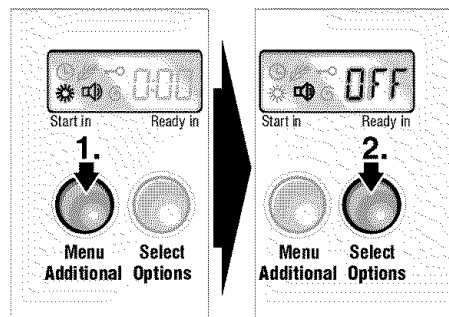 0:00
Start in Ready in
1.
Menu Additional
Select Options
OFF
Start in Ready in
2.
Menu Additional
Select Options